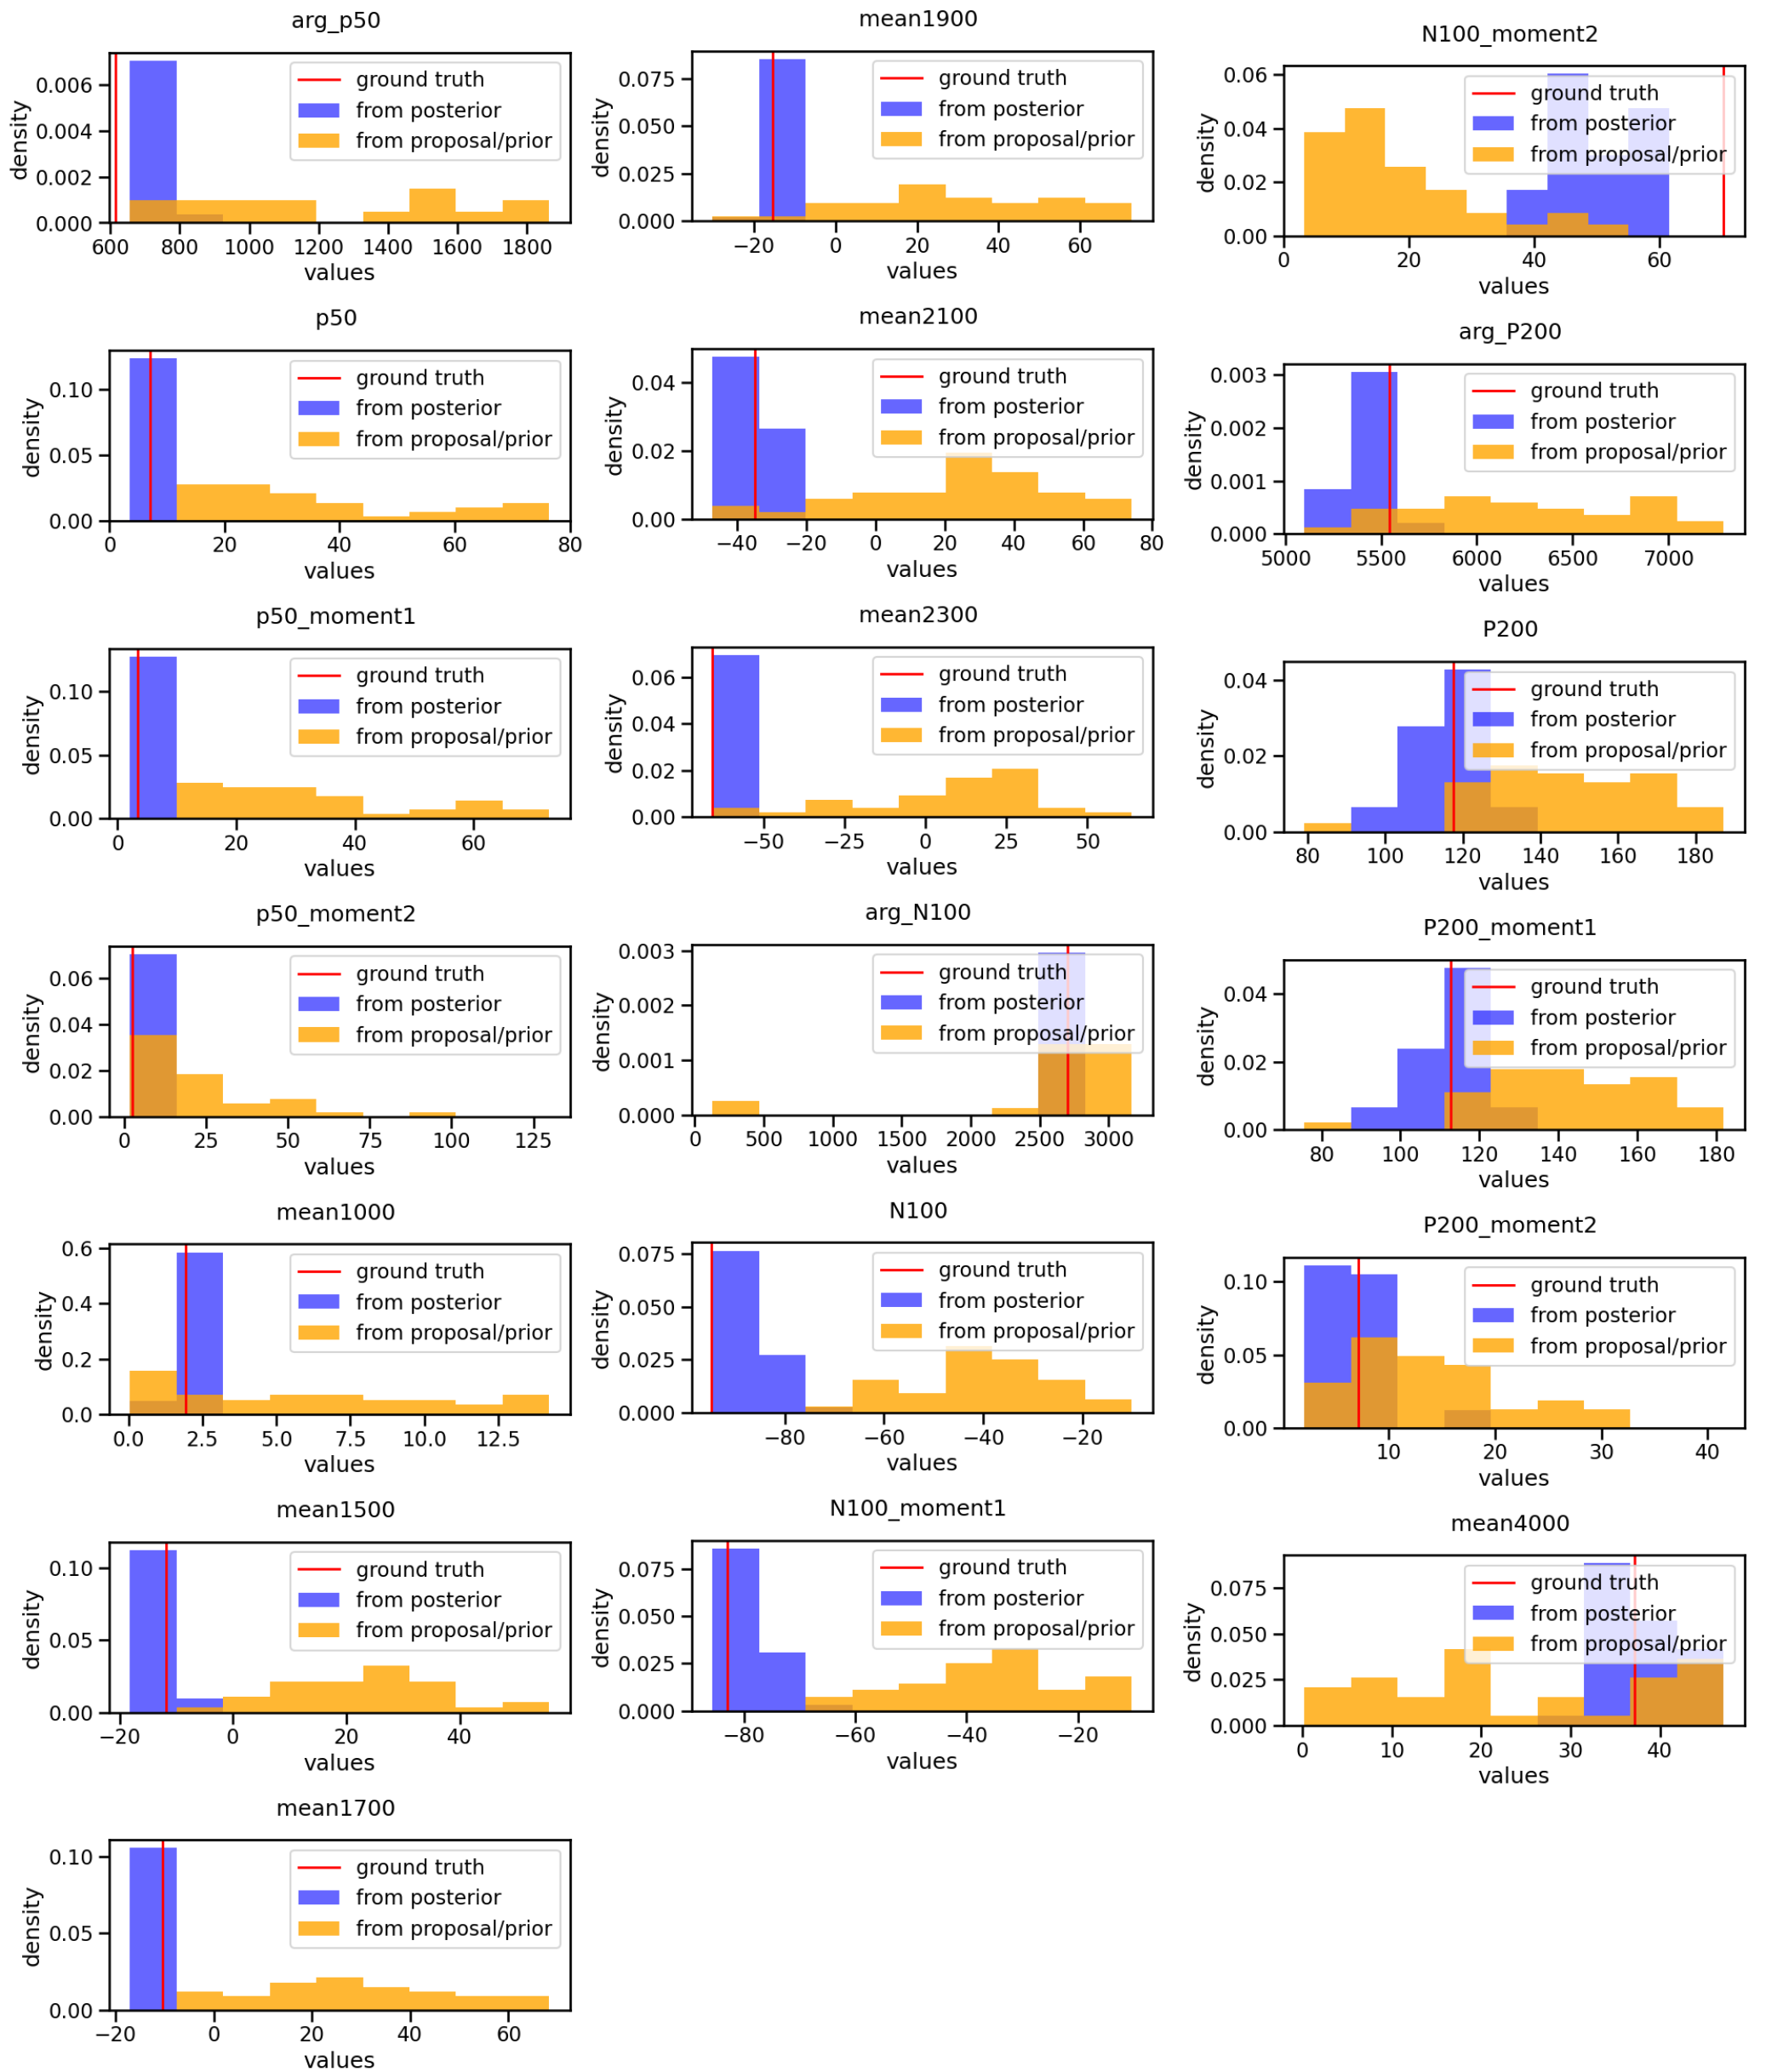 arg_p50
density
0.006
0.004
0.002
0.000
ground truth
from posterior
from proposal/prior
600 800 1000 1200 1400 1600 1800
values
p50
density
0.10
0.05
0.00
ground truth
from posterior
from proposal/prior
0 20 40 60 80
values
p50_moment1
density
0.10
0.05
0.00
ground truth
from posterior
from proposal/prior
0 20 40 60
values
p50_moment2
density
0.06
0.04
0.02
0.00
ground truth
from posterior
from proposal/prior
0 25 50 75 100 125
values
mean1000
density
0.6
0.4
0.2
0.0
ground truth
from posterior
from proposal/prior
0.0 2.5 5.0 7.5 10.0 12.5
values
mean1500
density
0.10
0.05
0.00
ground truth
from posterior
from proposal/prior
−20 0 20 40
values
mean1700
density
0.10
0.05
0.00
ground truth
from posterior
from proposal/prior
−20 0 20 40 60
values
mean1900
density
0.075
0.050
0.025
0.000
ground truth
from posterior
from proposal/prior
−20 0 20 40 60
values
mean2100
density
0.04
0.02
0.00
ground truth
from posterior
from proposal/prior
−40 −20 0 20 40 60 80
values
mean2300
density
0.06
0.04
0.02
0.00
ground truth
from posterior
from proposal/prior
−50 −25 0 25 50
values
arg_N100
density
0.003
0.002
0.001
0.000
ground truth
from posterior
from proposal/prior
0 500 1000 1500 2000 2500 3000
values
N100
density
0.075
0.050
0.025
0.000
ground truth
from posterior
from proposal/prior
−80 −60 −40 −20
values
N100_moment1
density
0.075
0.050
0.025
0.000
ground truth
from posterior
from proposal/prior
−80 −60 −40 −20
values
N100_moment2
density
0.06
0.04
0.02
0.00
ground truth
from posterior
from proposal/prior
0 20 40 60
values
arg_P200
density
0.003
0.002
0.001
0.000
ground truth
from posterior
from proposal/prior
5000 5500 6000 6500 7000
values
P200
density
0.04
0.02
0.00
ground truth
from posterior
from proposal/prior
80 100 120 140 160 180
values
P200_moment1
density
0.04
0.02
0.00
ground truth
from posterior
from proposal/prior
80 100 120 140 160 180
values
P200_moment2
density
0.10
0.05
0.00
ground truth
from posterior
from proposal/prior
10 20 30 40
values
mean4000
density
0.075
0.050
0.025
0.000
ground truth
from posterior
from proposal/prior
0 10 20 30 40
values